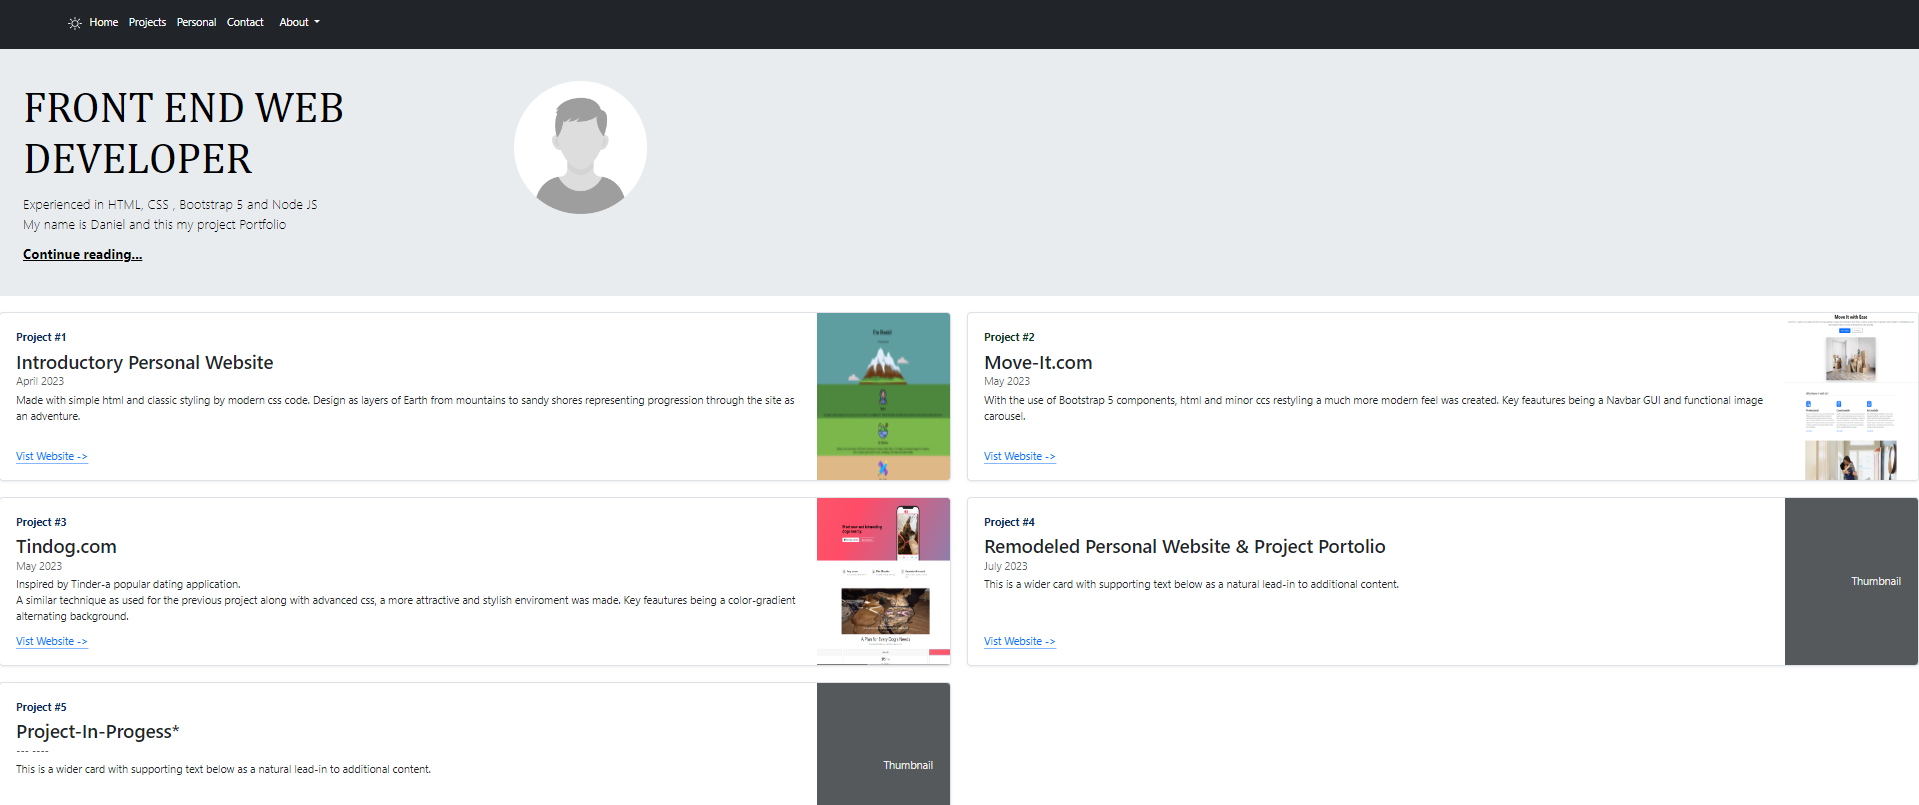 Home Projects Personal Contact About
FRONT END WEB
DEVELOPER
Experienced in HTML, CSS , Bootstrap 5 and Node JS
My name is Daniel and this my project Portfolio
Continue reading...
Project #1
Introductory Personal Website
April 2023
Made with simple html and classic styling by modern css code. Design as layers of Earth from mountains to sandy shores representing progression through the site as
an adventure.
Vist Website ->
Project #2
Move-It.com
May 2023
With the use of Bootstrap 5 components, html and minor ccs restyling a much more modern feel was created. Key feautures being a Navbar GUI and functional image
carousel.
Vist Website ->
Move It with Ease
Project #3
Tindog.com
May 2023
Inspired by Tinder-a popular dating application.
A similar technique as used for the previous project along with advanced css, a more attractive and stylish enviroment was made. Key feautures being a color-gradient
alternating background.
Vist Website ->
A Plan for Every Dog's Needs
Project #4
Remodeled Personal Website & Project Portolio
July 2023
This is a wider card with supporting text below as a natural lead-in to additional content.
Vist Website ->
Thumbnail
Project #5
Project-In-Progess*
--- ----
This is a wider card with supporting text below as a natural lead-in to additional content.
Thumbnail